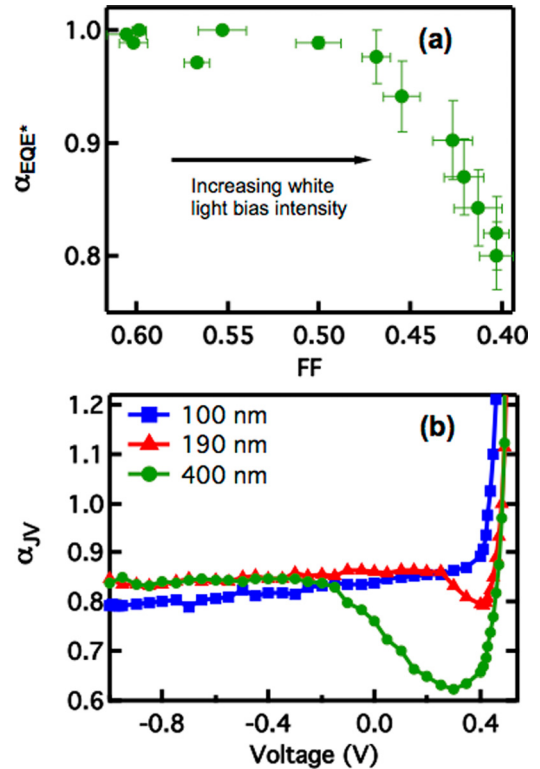 (a)
1.0
0.9
0.8
αEQE*
Increasing white
light bias intensity
0.60 0.55 0.50 0.45 0.40
FF
(b)
100 nm
190 nm
400 nm
1.2
1.1
1.0
0.9
0.8
0.7
0.6
αJV
-0.8 -0.4 0.0 0.4
Voltage (V)